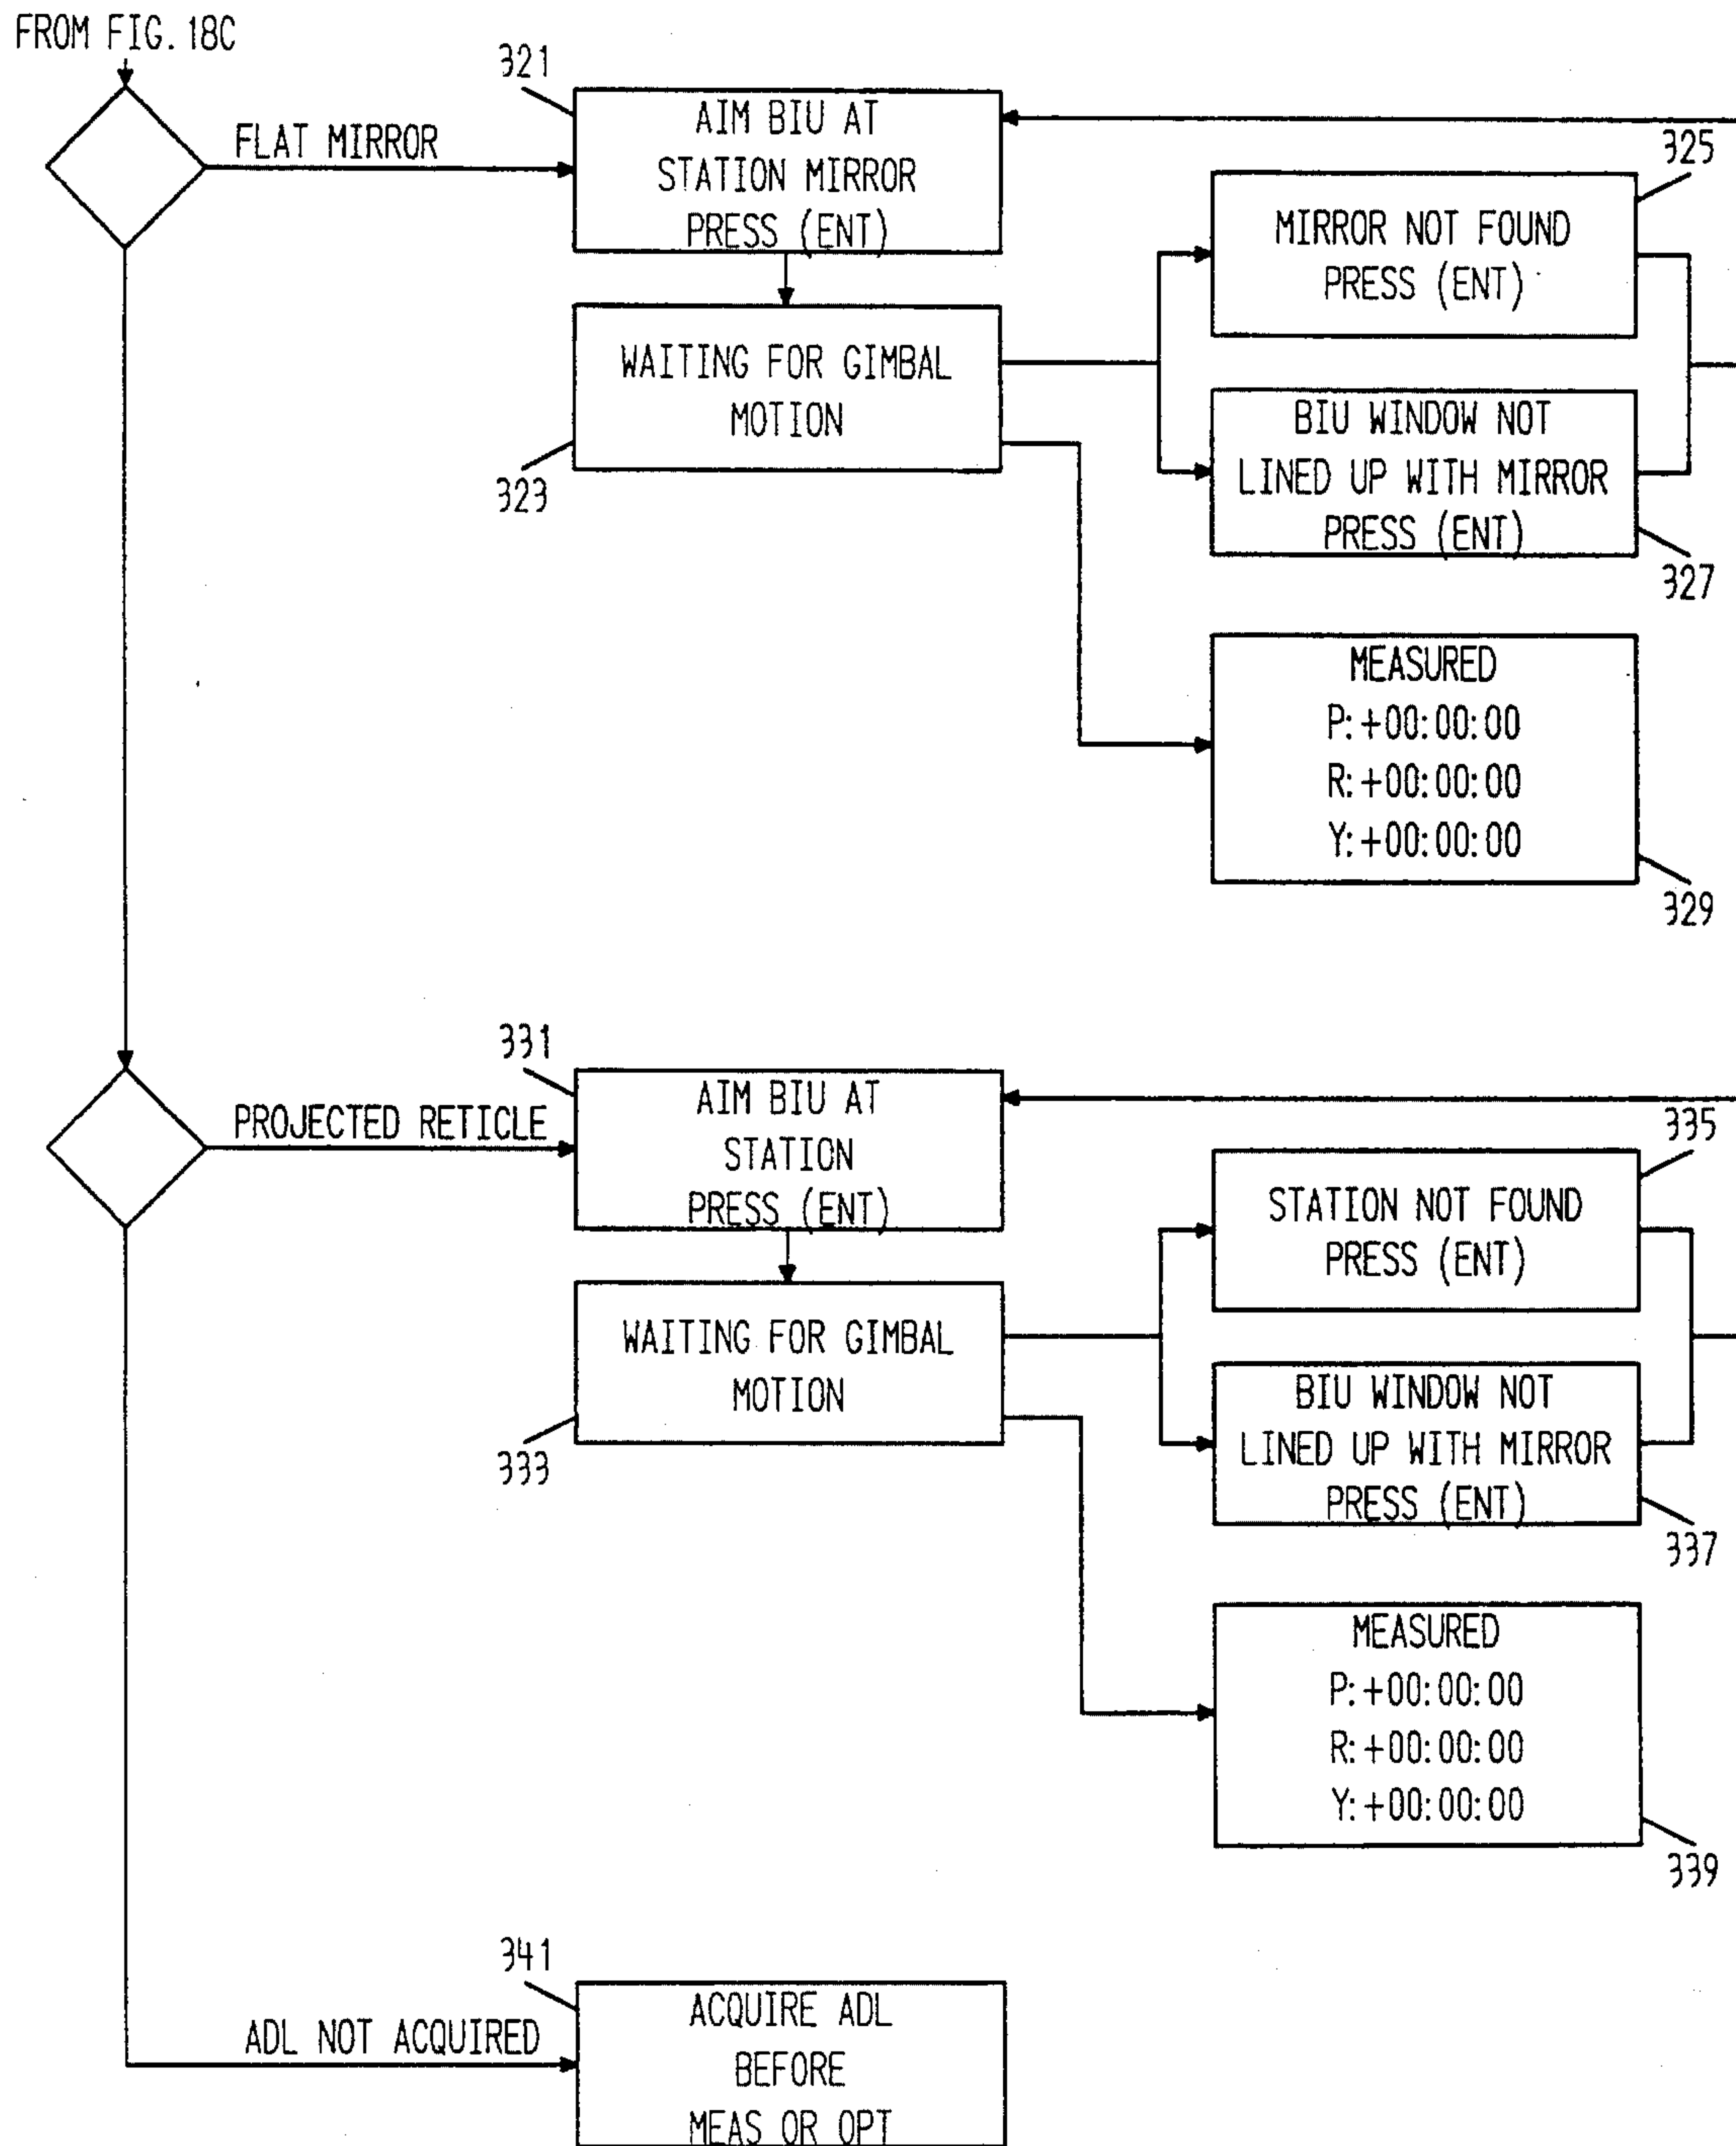 FROM FIG. 18C
321
AIM BIU AT
STATION MIRROR
PRESS (ENT)
FLAT MIRROR
325
MIRROR NOT FOUND
PRESS (ENT)
WAITING FOR GIMBAL
MOTION
323
BIU WINDOW NOT
LINED UP WITH MIRROR
PRESS (ENT)
327
MEASURED
P:+00:00:00
R:+00:00:00
Y:+00:00:00
329
331
AIM BIU AT
STATION
PRESS (ENT)
PROJECTED RETICLE
335
STATION NOT FOUND
PRESS (ENT)
WAITING FOR GIMBAL
MOTION
333
BIU WINDOW NOT
LINED UP WITH MIRROR
PRESS (ENT)
337
MEASURED
P:+00:00:00
R:+00:00:00
Y:+00:00:00
339
341
ADL NOT ACQUIRED
ACQUIRE ADL
BEFORE
MEAS OR OPT